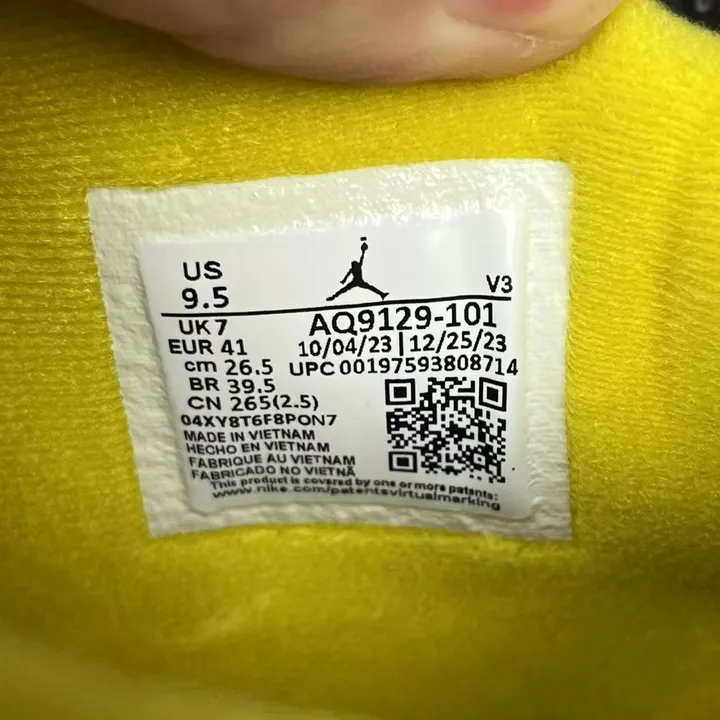 US
9.5
V3
UK 7
AQ9129-101
EUR 41
10/04/23 | 12/25/23
cm 26.5
UPC 00197593808714
BR 39.5
CN 265(2.5)
04XY8T6F8PON7
MADE IN VIETNAM
HECHO EN VIETNAM
FABRIQUE AU VIETNAM
FABRICADO NO VIETNÃ
This product is covered by one or more patents:
www.nike.com/patentsvirtualmarking